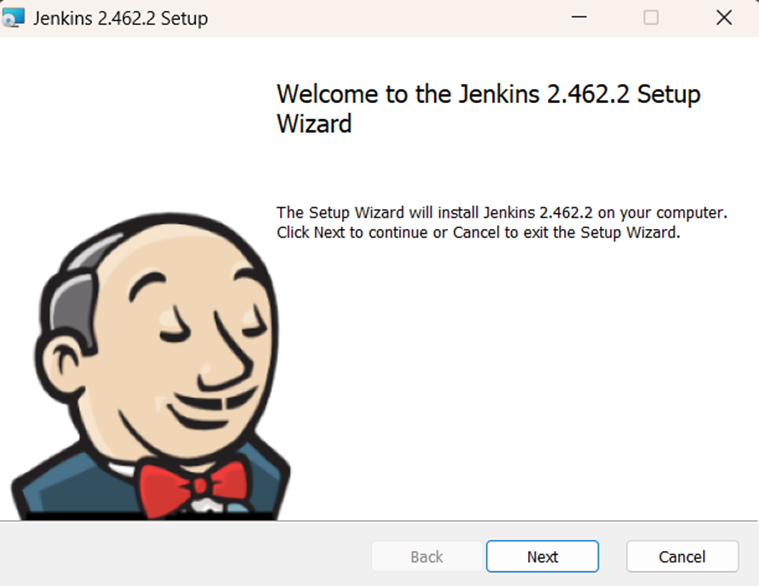 Jenkins 2.462.2 Setup
Welcome to the Jenkins 2.462.2 Setup
Wizard
The Setup Wizard will install Jenkins 2.462.2 on your computer.
Click Next to continue or Cancel to exit the Setup Wizard.
Back
Next
Cancel